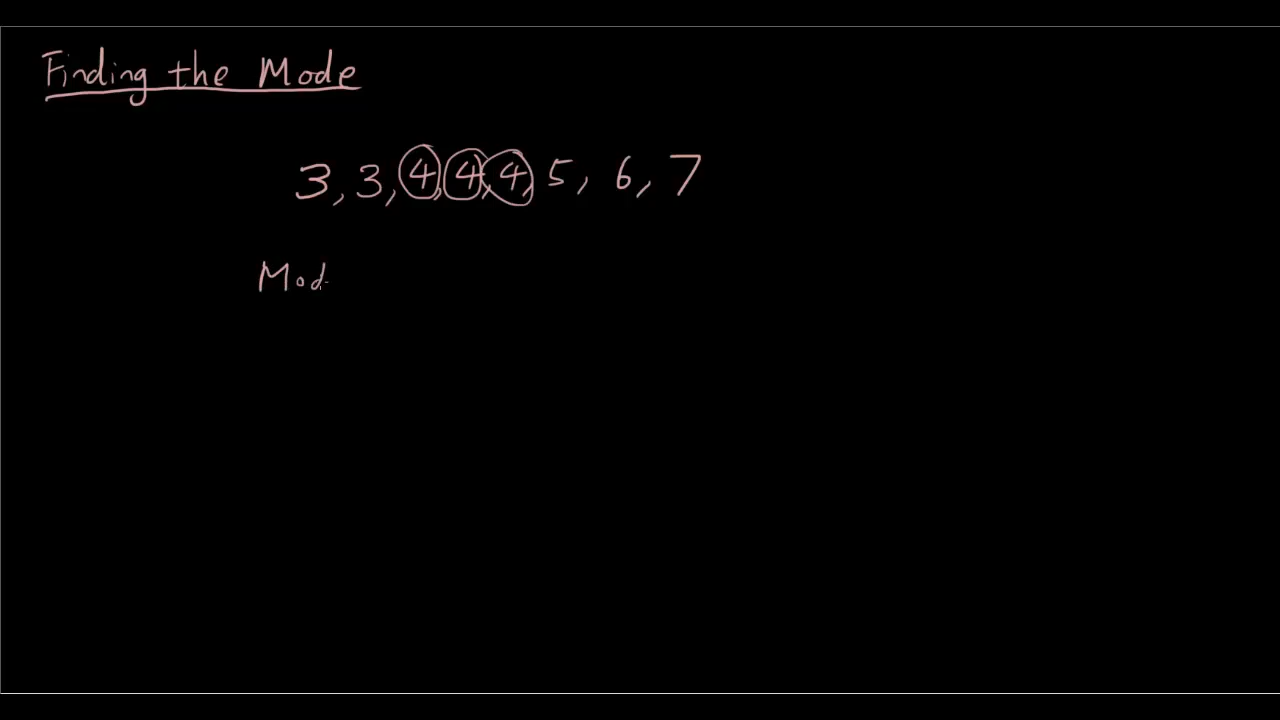 Finding the Mode
3, 3, 4, 4, 4, 5, 6, 7
Mod